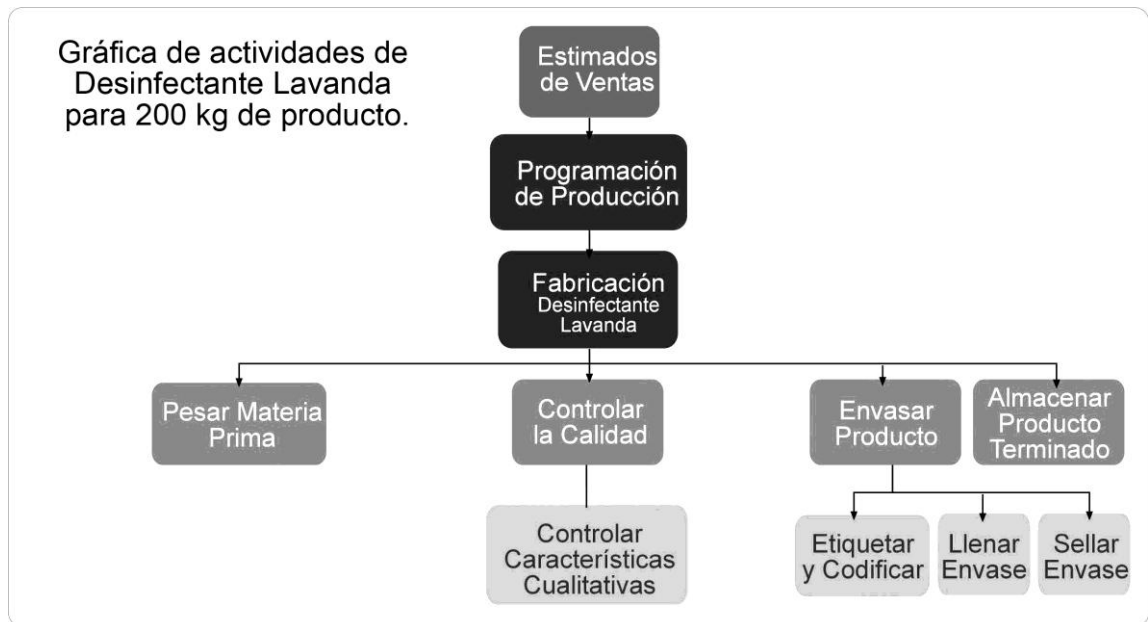 Gráfica de actividades de
Desinfectante Lavanda
para 200 kg de producto.
Estimados
de Ventas
Programación
de Producción
Fabricación
Desinfectante
Lavanda
Pesar Materia
Prima
Controlar
la Calidad
Envasar
Producto
Almacenar
Producto
Terminado
Controlar
Características
Cualitativas
Etiquetar
y Codificar
Llenar
Envase
Sellar
Envase